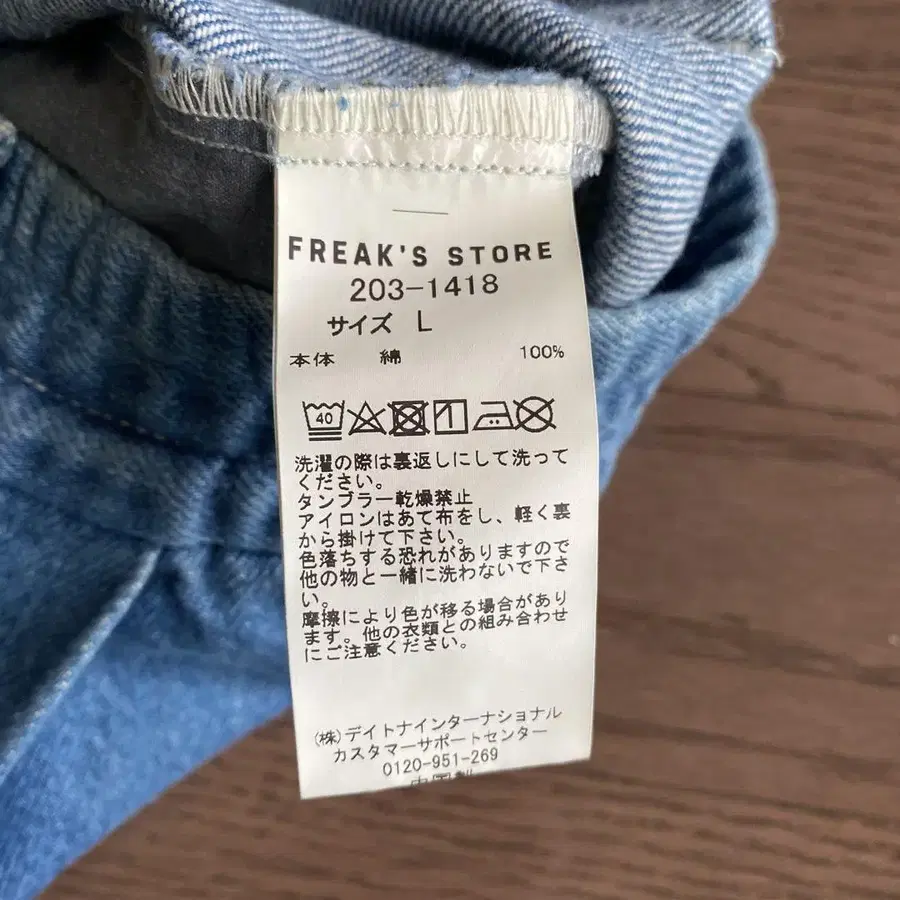 FREAK'S STORE
203-1418
サイズ L
本体 綿 100%
40
洗濯の際は裏返しにして洗って
ください。
タンブラー乾燥禁止
アイロンはあて布をし、軽く裏
から掛けて下さい。
色落ちする恐れがありますので
他の物と一緒に洗わないで下さ
い。
摩擦により色が移る場合があり
ます。他の衣類との組み合わせ
にご注意ください。
(株)デイトナインターナショナル
カスタマーサポートセンター
0120-951-269
中国製